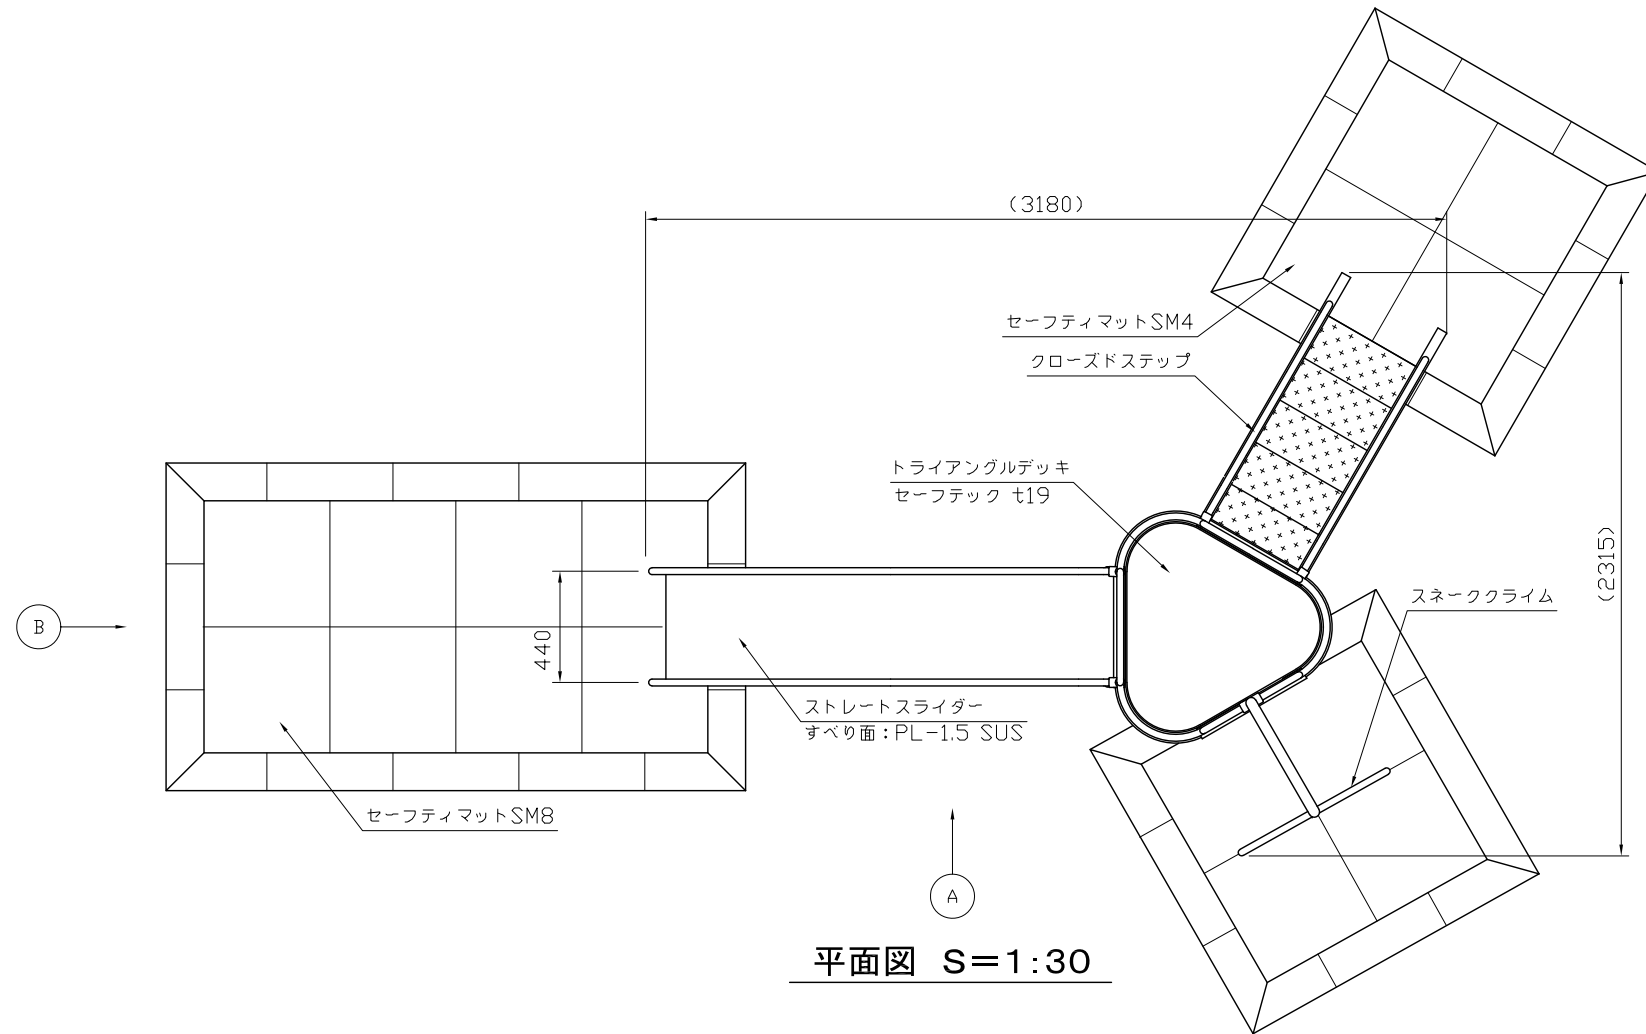 (3180)
セーフティマットSM4
クローズドステップ
トライアングルデッキ
セーフテック t19
(2315)
スネーククライム
B
440
ストレートスライダー
すべり面:PL-1.5 SUS
セーフティマットSM8
A
平面図 S=1:30